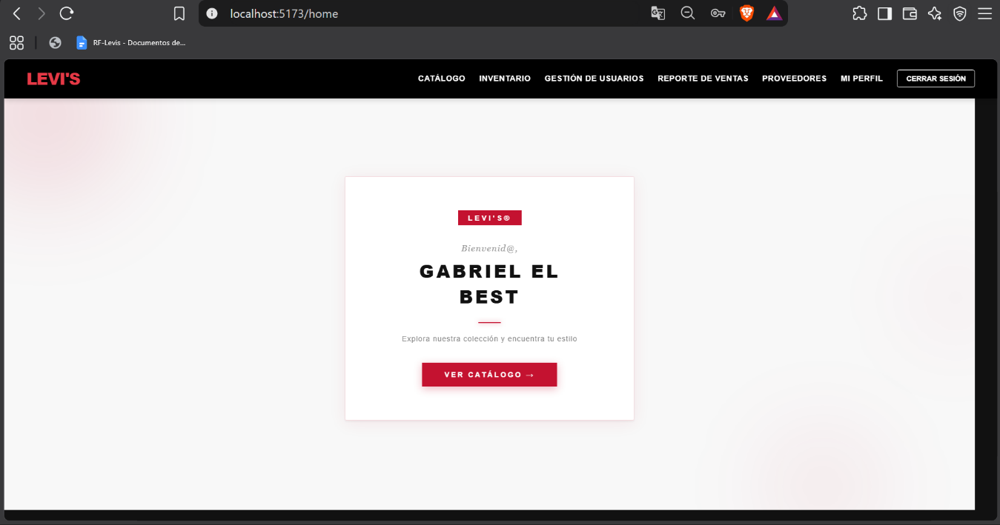 localhost:5173/home
RF-Levis - Documentos de...
LEVI'S
CATÁLOGO INVENTARIO GESTIÓN DE USUARIOS REPORTE DE VENTAS PROVEEDORES MI PERFIL CERRAR SESIÓN
LEVI'S®
Bienvenid@,
GABRIEL EL
BEST
Explora nuestra colección y encuentra tu estilo
VER CATÁLOGO →